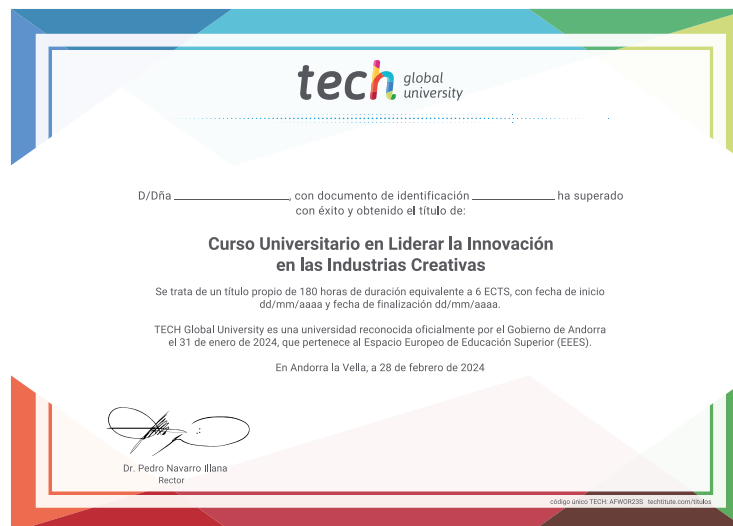 tech global university
D/Dña ____________, con documento de identificación ____________ ha superado
con éxito y obtenido el título de:
Curso Universitario en Liderar la Innovación
en las Industrias Creativas
Se trata de un título propio de 180 horas de duración equivalente a 6 ECTS, con fecha de inicio
dd/mm/aaaa y fecha de finalización dd/mm/aaaa.
TECH Global University es una universidad reconocida oficialmente por el Gobierno de Andorra
el 31 de enero de 2024, que pertenece al Espacio Europeo de Educación Superior (EEES).
En Andorra la Vella, a 28 de febrero de 2024
Dr. Pedro Navarro Illana
Rector
código único TECH: AFWOR23S techtitute.com/titulos